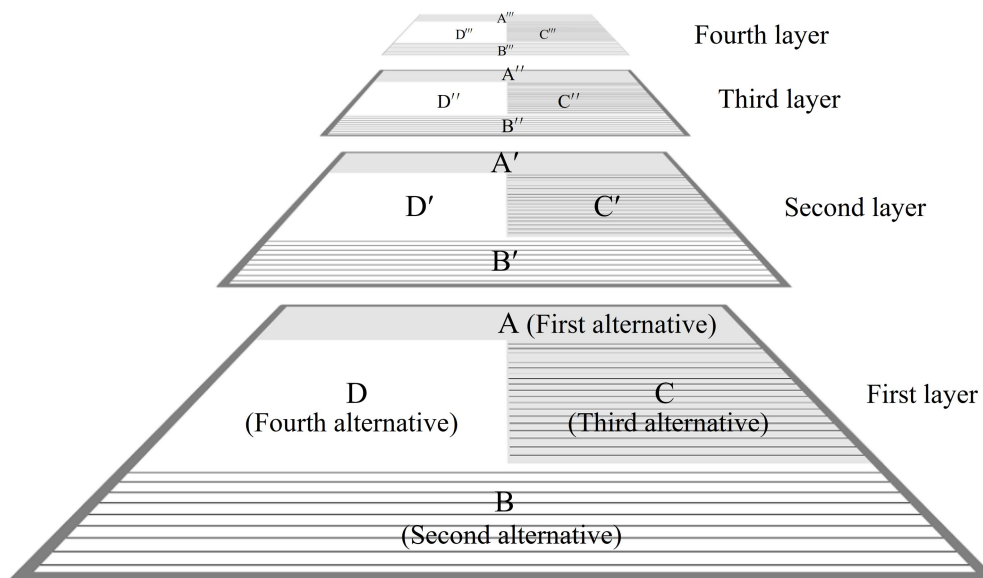 A‴
D‴ C‴
B‴
Fourth layer
A″
D″ C″
B″
Third layer
A′
D′ C′
B′
Second layer
A (First alternative)
D C
(Fourth alternative) (Third alternative)
First layer
B
(Second alternative)